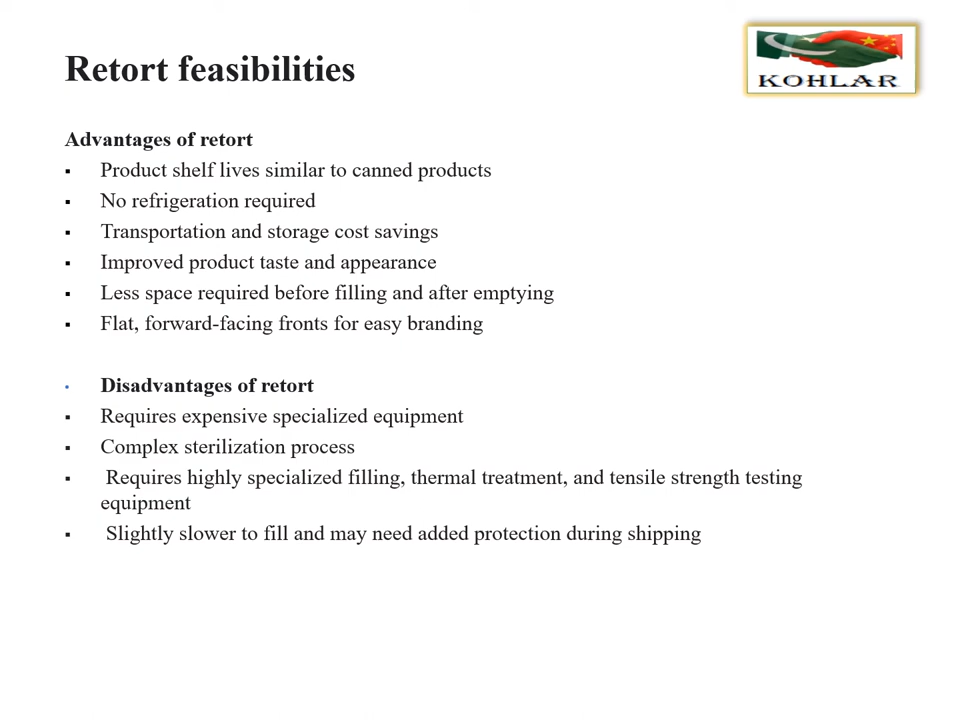 Retort feasibilities
KOHLAR
Advantages of retort
▪ Product shelf lives similar to canned products
▪ No refrigeration required
▪ Transportation and storage cost savings
▪ Improved product taste and appearance
▪ Less space required before filling and after emptying
▪ Flat, forward-facing fronts for easy branding
• Disadvantages of retort
▪ Requires expensive specialized equipment
▪ Complex sterilization process
▪ Requires highly specialized filling, thermal treatment, and tensile strength testing
equipment
▪ Slightly slower to fill and may need added protection during shipping